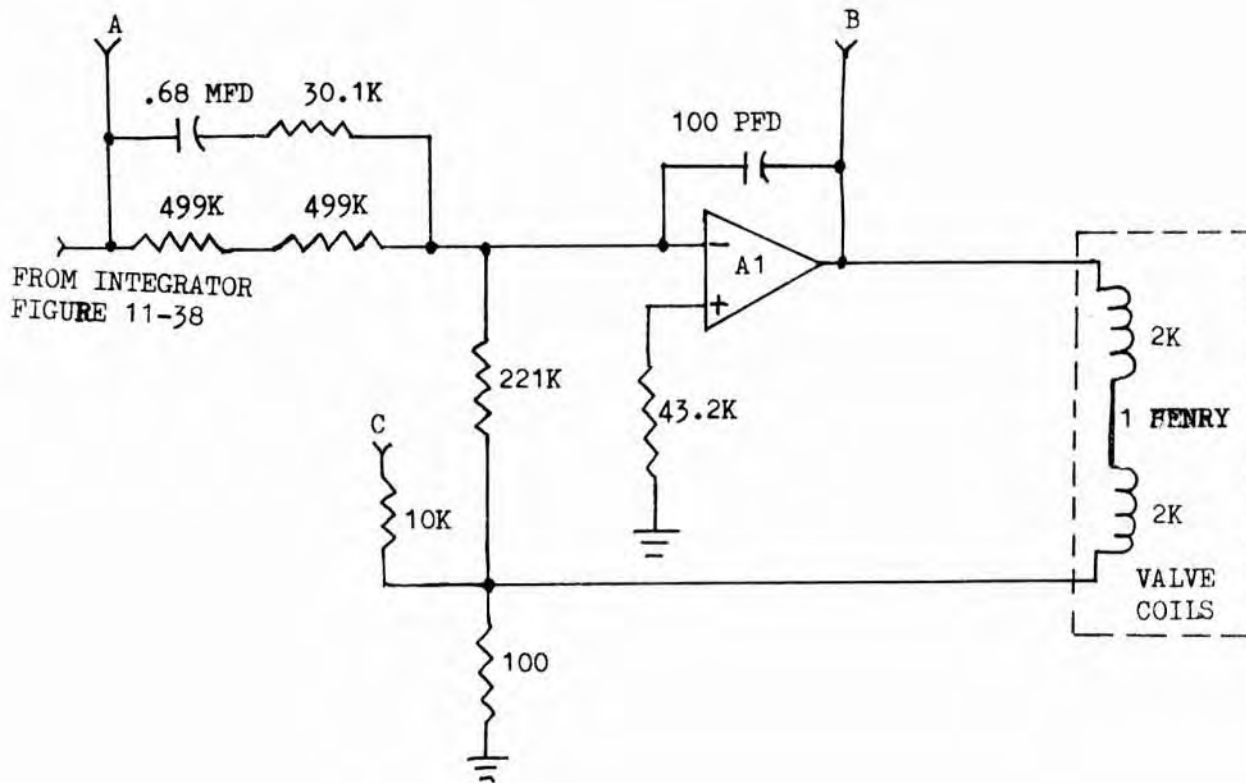 A
B
.68 MFD
30.1K
100 PFD
499K
499K
-
A1
+
FROM INTEGRATOR
FIGURE 11-38
2K
221K
43.2K
1 HENRY
C
10K
2K
VALVE
COILS
100